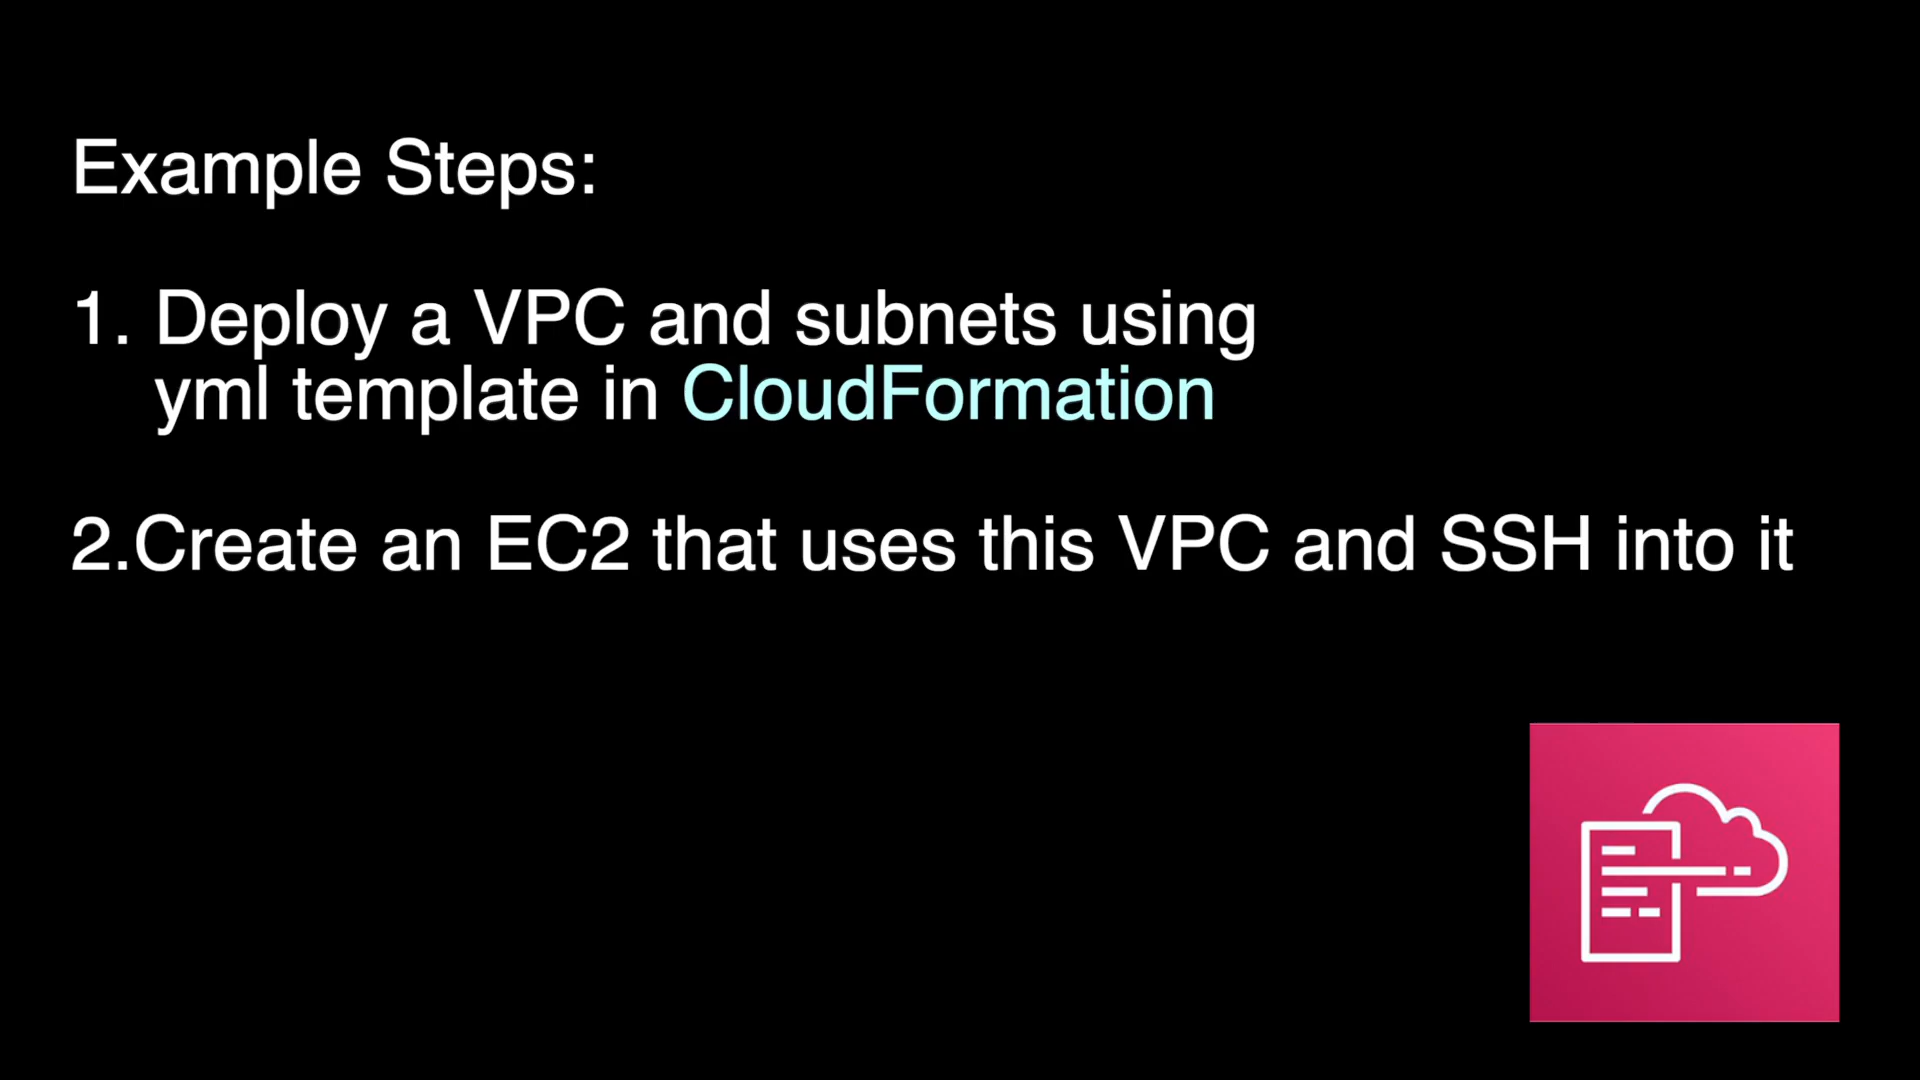 Example Steps:
1. Deploy a VPC and subnets using
yml template in CloudFormation
2.Create an EC2 that uses this VPC and SSH into it